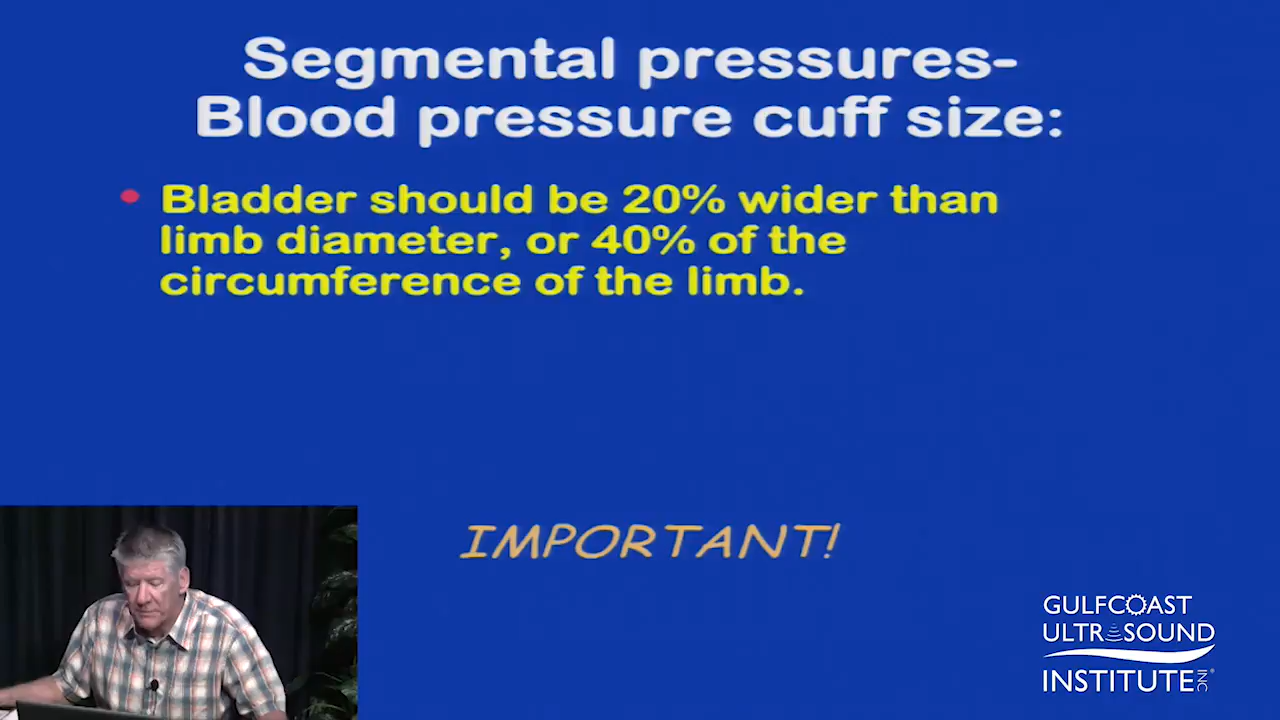 Segmental pressures-
Blood pressure cuff size:
• Bladder should be 20% wider than
limb diameter, or 40% of the
circumference of the limb.
IMPORTANT!
GULFCOAST
ULTRASOUND
INSTITUTE INC